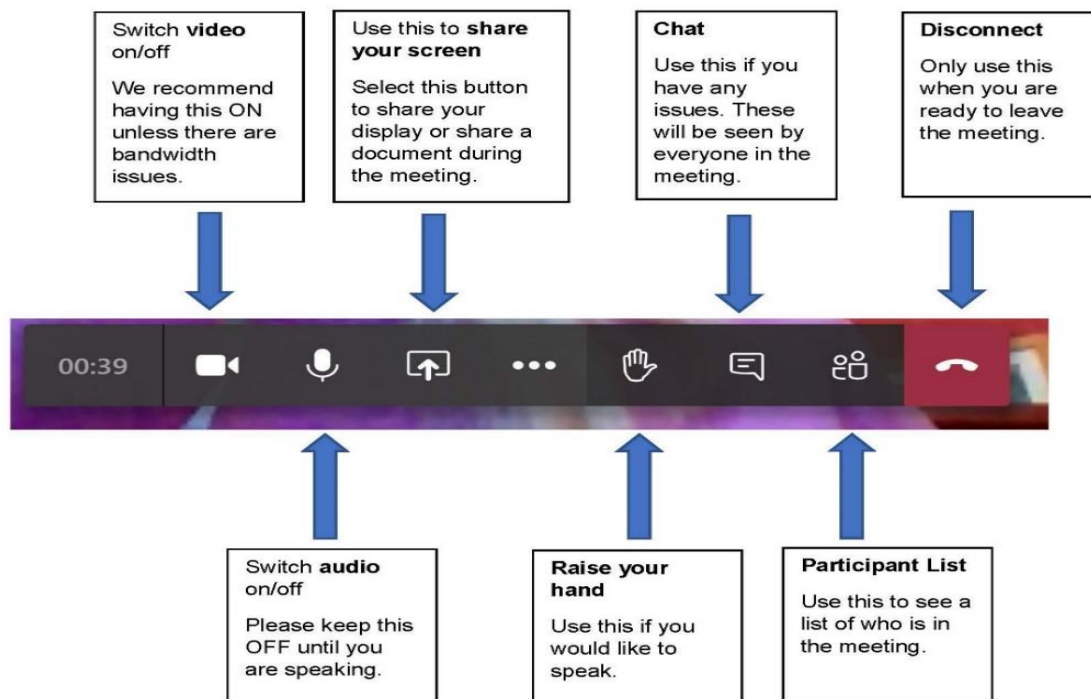 Switch video
on/off
We recommend
having this ON
unless there are
bandwidth
issues.
Use this to share
your screen
Select this button
to share your
display or share a
document during
the meeting.
Chat
Use this if you
have any
issues. These
will be seen by
everyone in the
meeting.
Disconnect
Only use this
when you are
ready to leave
the meeting.
00:39
Switch audio
on/off
Please keep this
OFF until you
are speaking.
Raise your
hand
Use this if you
would like to
speak.
Participant List
Use this to see a
list of who is in
the meeting.